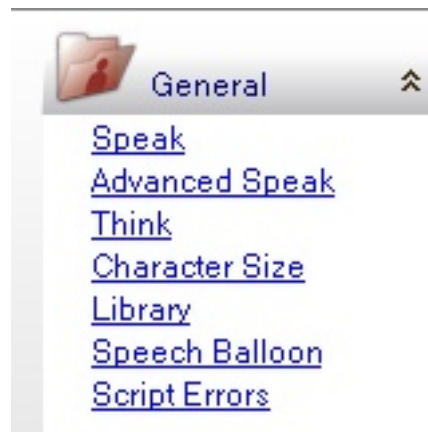 General
Speak
Advanced Speak
Think
Character Size
Library
Speech Balloon
Script Errors